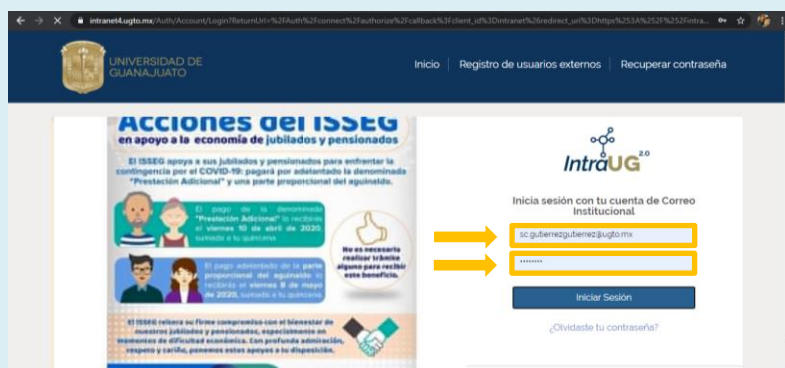 intranet4.ugto.mx/Auth/Account/Login?ReturnUrl=%2FAuth%2Fconnect%2Fauthorize%2Fcallback%3Fclient_id%3Dintranet%26redirect_uri%3Dhttps%253A%252F%252Fintra...
UNIVERSIDAD DE
GUANAJUATO
Inicio | Registro de usuarios externos | Recuperar contraseña
Acciones del ISSEG
en apoyo a la economía de jubilados y pensionados
El ISSEG apoya a sus jubilados y pensionados para enfrentar la
contingencia por el COVID-19: pagará por adelantado la denominada
"Prestación Adicional" y una parte proporcional del aguinaldo.
El pago de la denominada
"Prestación Adicional" lo recibirás
el viernes 10 de abril de 2020,
sumado a tu quincena.
No es necesario
realizar trámite
alguno para recibir
este beneficio.
El pago adelantado de la parte
proporcional del aguinaldo lo
recibirás el viernes 8 de mayo
de 2020, sumado a tu quincena.
El ISSEG reitera su firme compromiso con el bienestar de
nuestros jubilados y pensionados, especialmente en
momentos de dificultad económica. Con profunda admiración,
respeto y cariño, ponemos estos apoyos a tu disposición.
IntraUG 2.0
Inicia sesión con tu cuenta de Correo
Institucional
sc.gutierrezgutierrez@ugto.mx
········
Iniciar Sesión
¿Olvidaste tu contraseña?